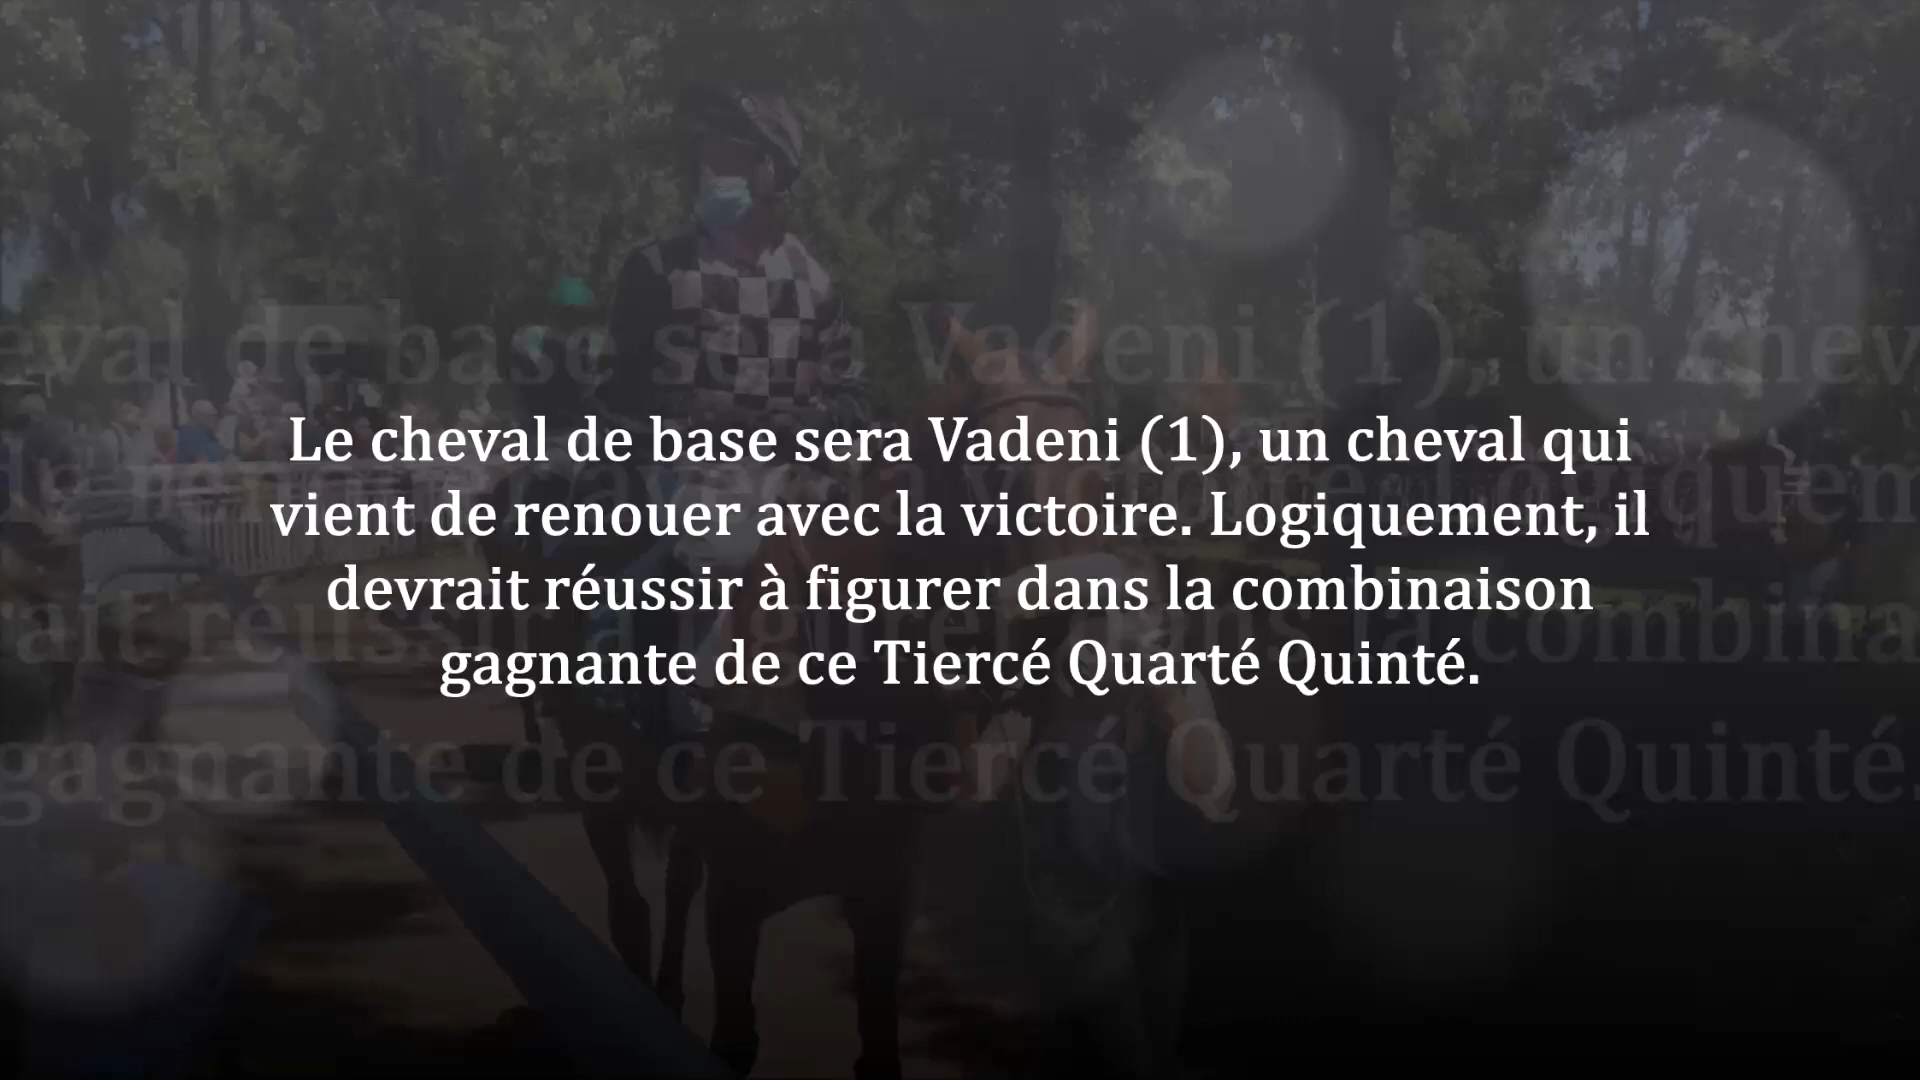 Le cheval de base sera Vadeni (1), un cheval qui
vient de renouer avec la victoire. Logiquement, il
devrait réussir à figurer dans la combinaison
gagnante de ce Tiercé Quarté Quinté.